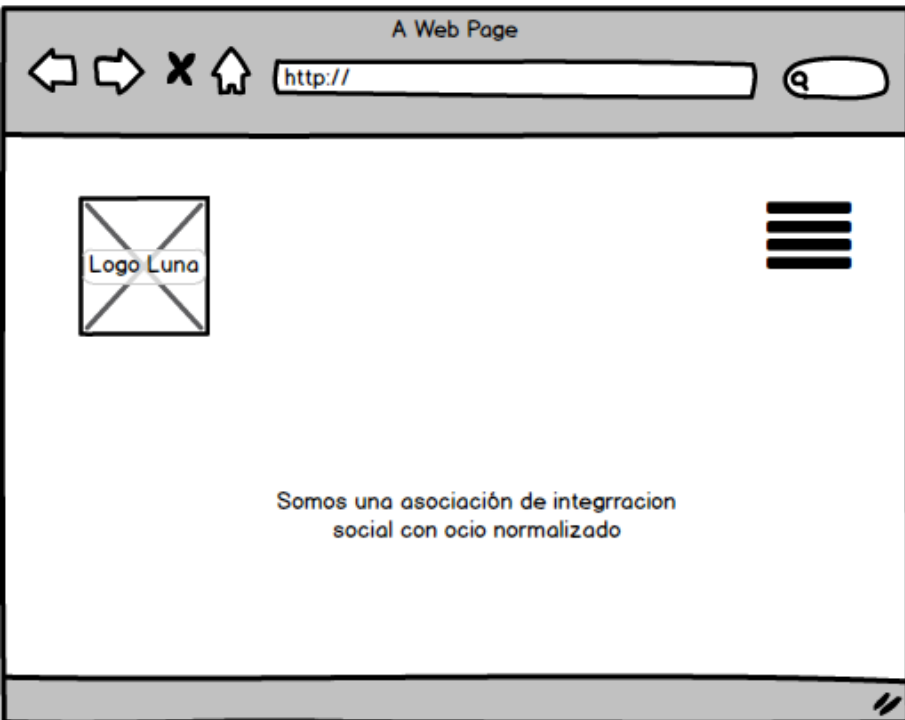 A Web Page
http://
Logo Luna
Somos una asociación de integrracion
social con ocio normalizado